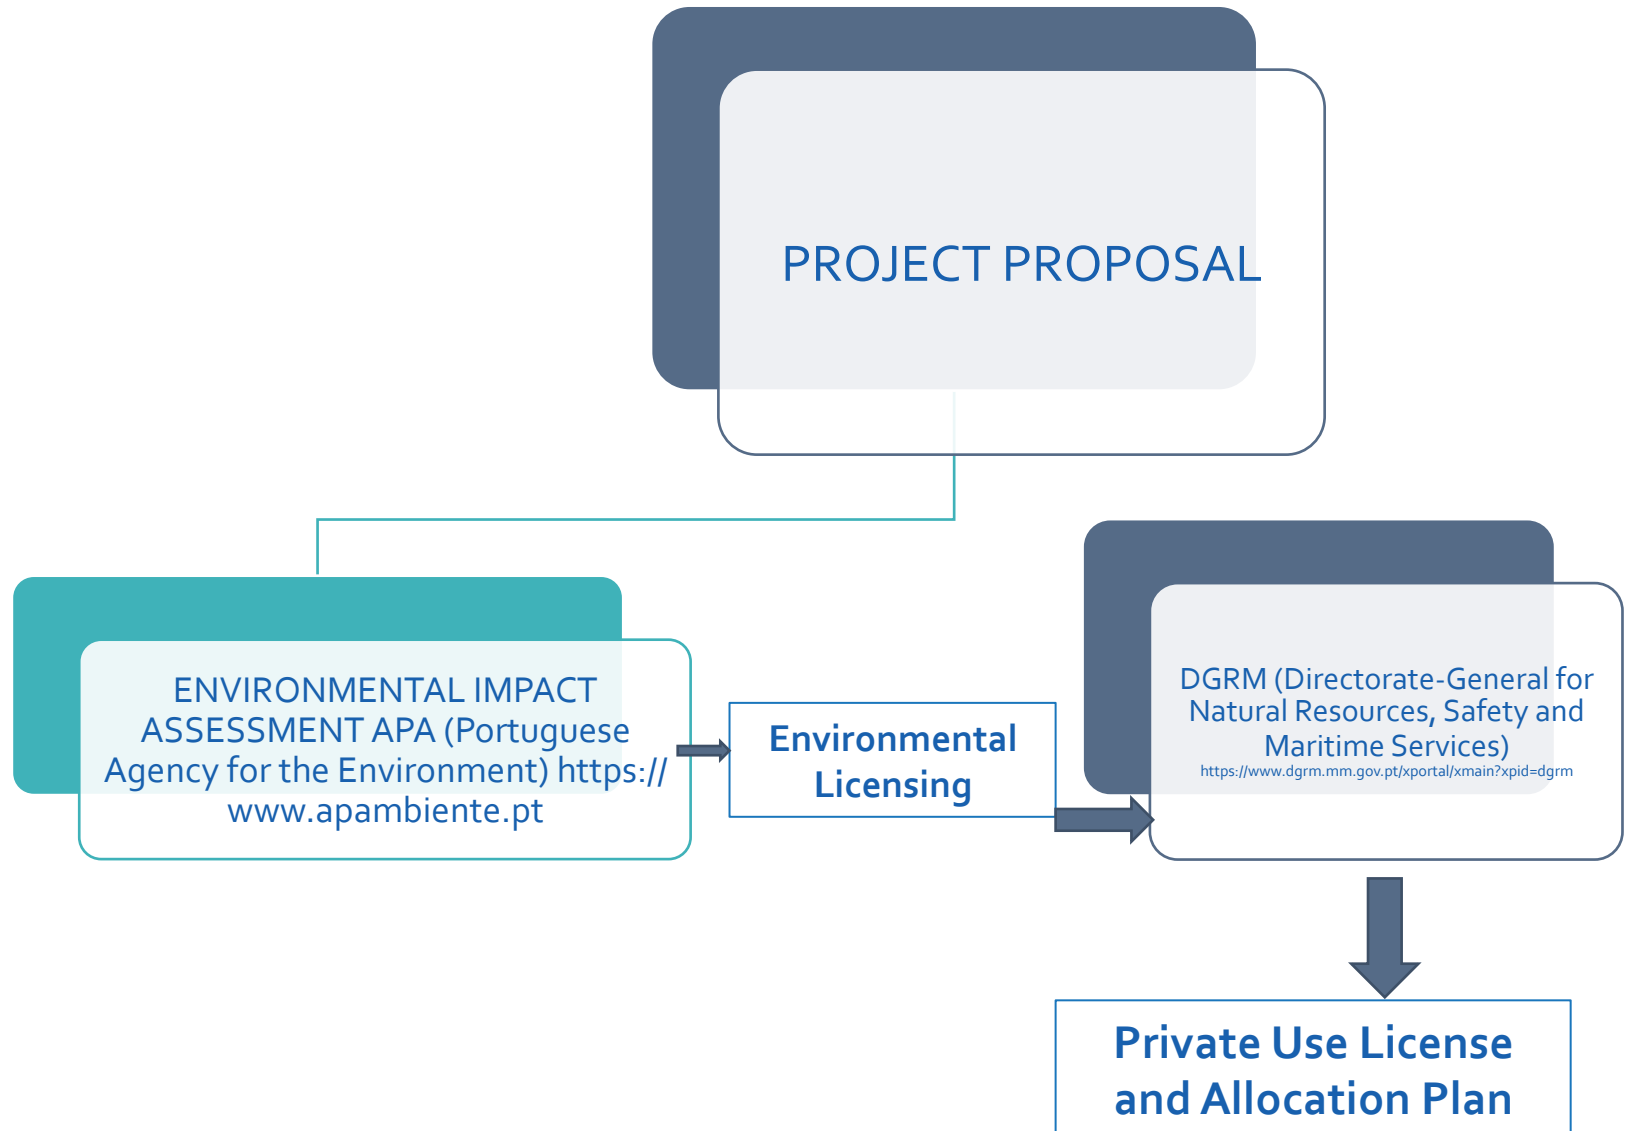 PROJECT PROPOSAL
ENVIRONMENTAL IMPACT
ASSESSMENT APA (Portuguese
Agency for the Environment) https://
www.apambiente.pt
Environmental
Licensing
DGRM (Directorate-General for
Natural Resources, Safety and
Maritime Services)
https://www.dgrm.mm.gov.pt/xportal/xmain?xpid=dgrm
Private Use License
and Allocation Plan